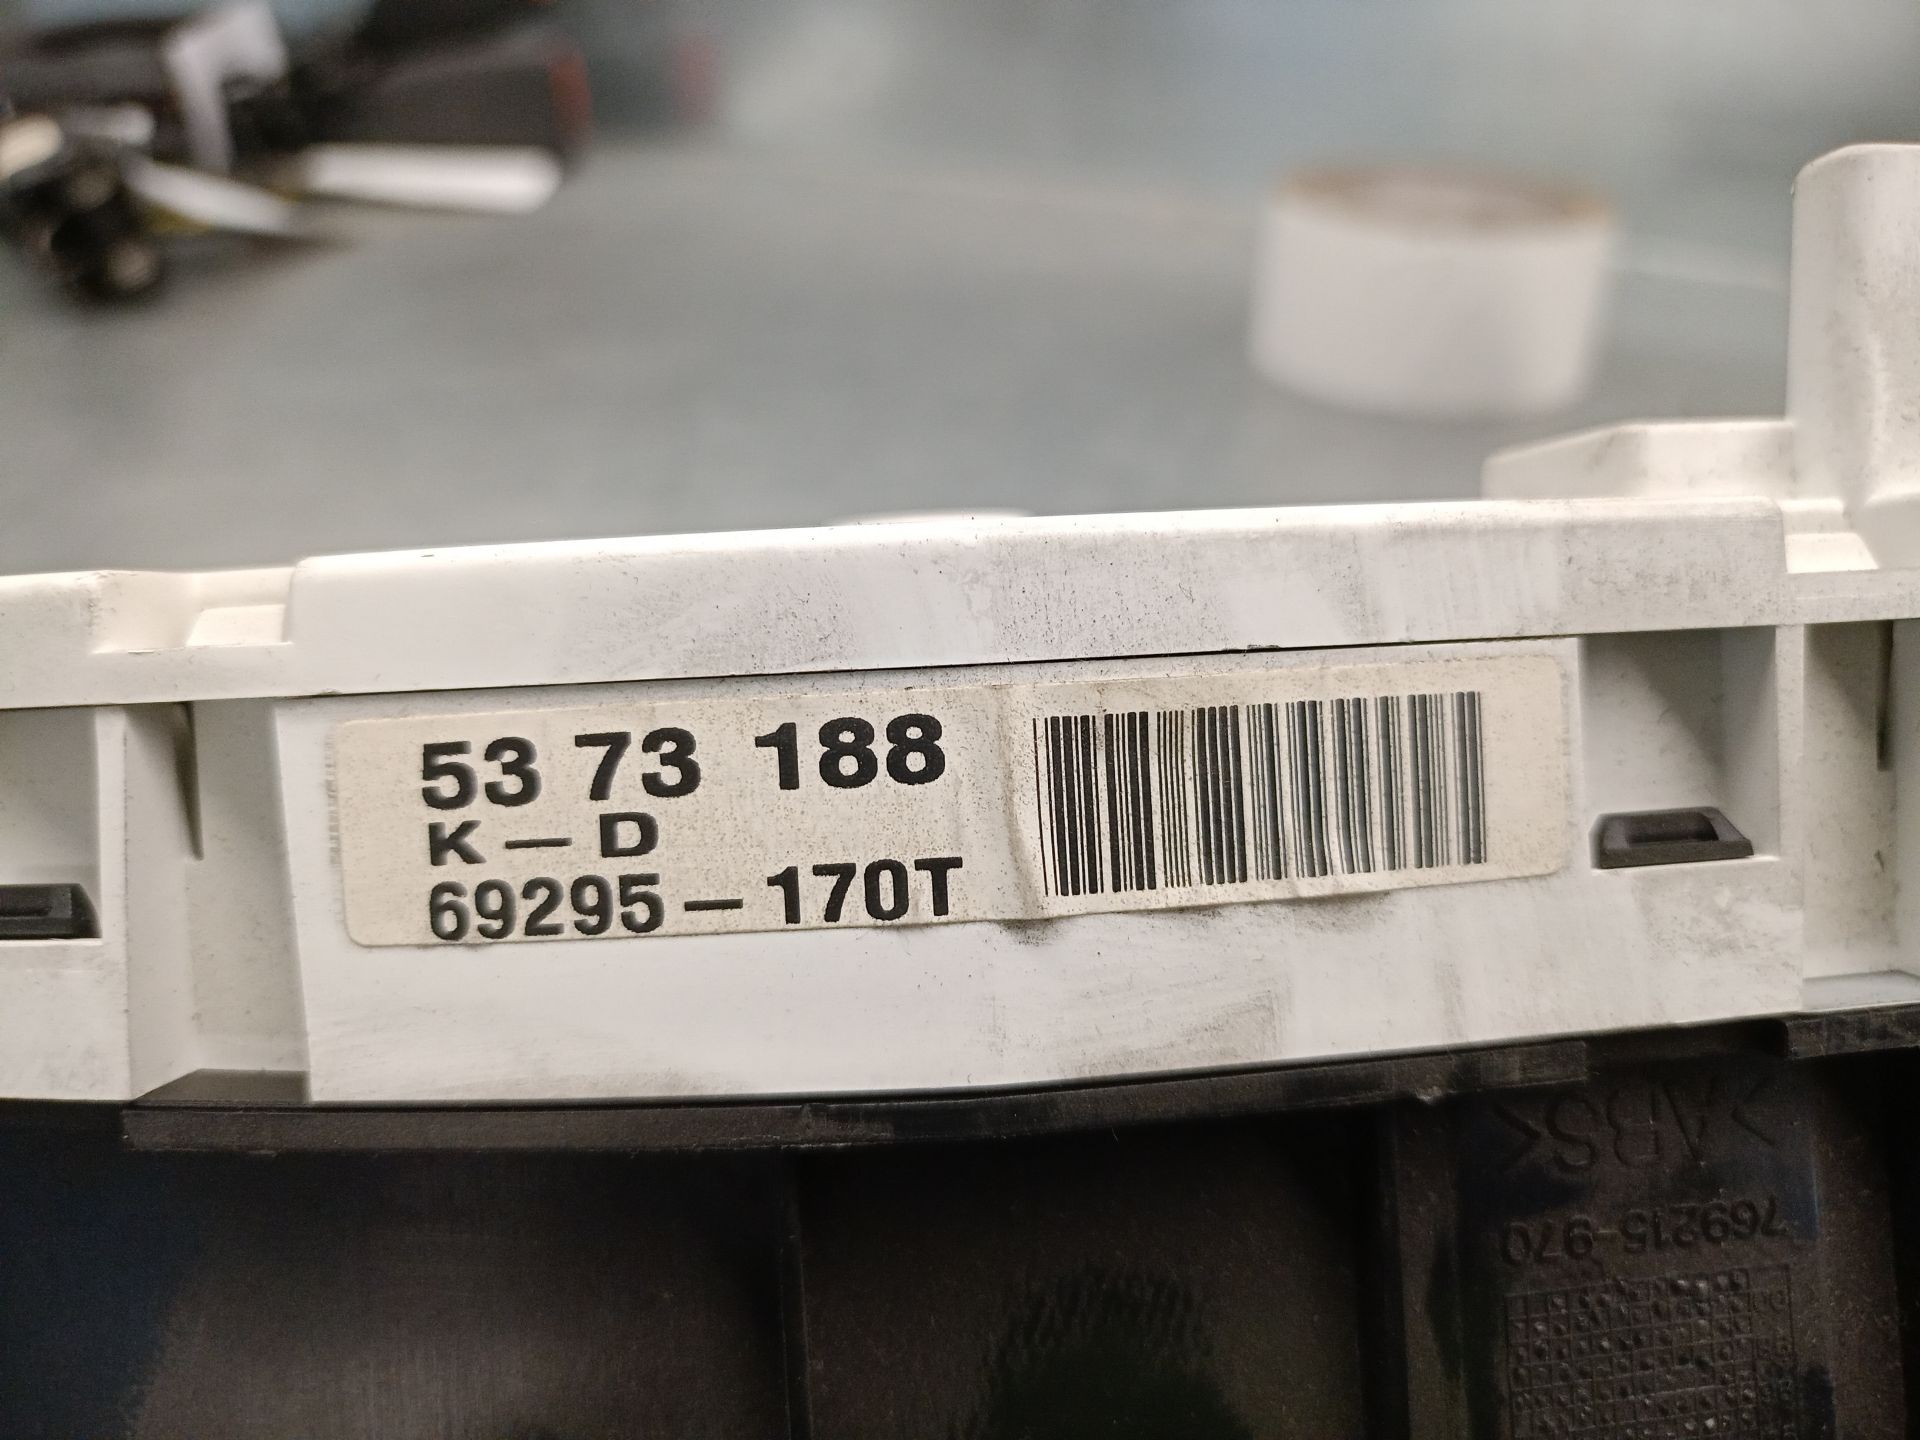 53 73 188
K – D
69295 – 170T
>ABS<
769215-970